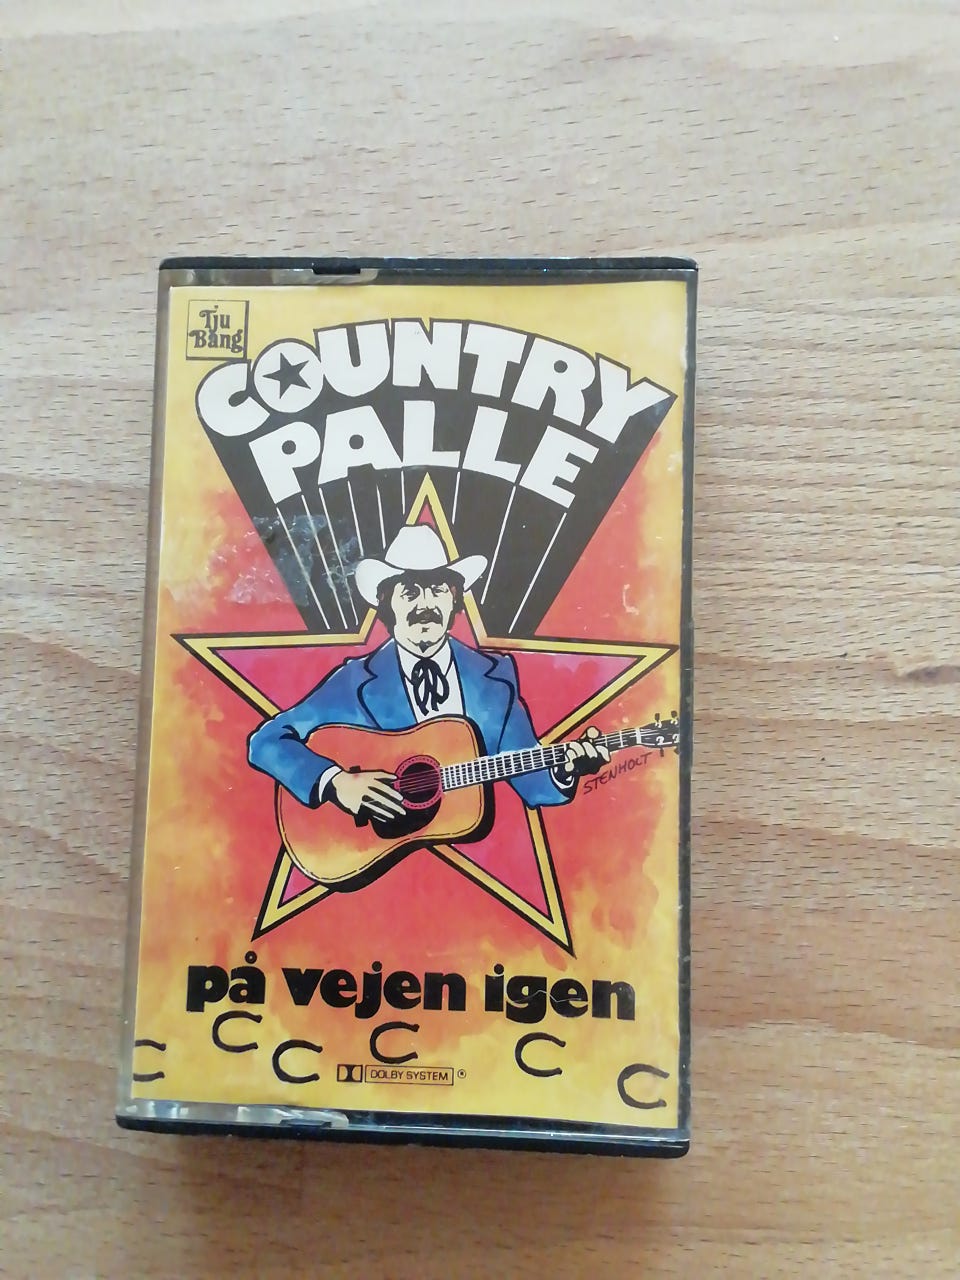 Tju
Bang
COUNTRY
PALLE
STENHOLT
på vejen igen
DOLBY SYSTEM ®